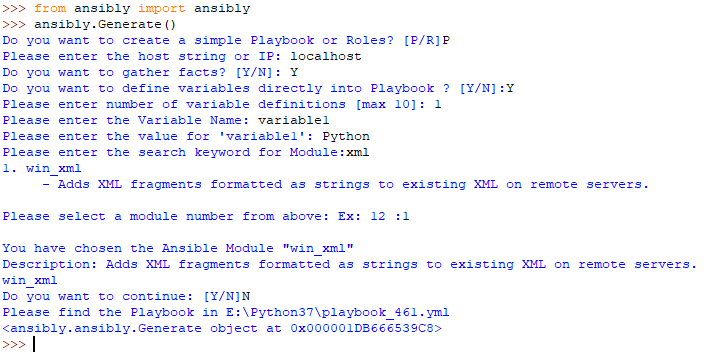 >>> from ansibly import ansibly
>>> ansibly.Generate()
Do you want to create a simple Playbook or Roles? [P/R]P
Please enter the host string or IP: localhost
Do you want to gather facts? [Y/N]: Y
Do you want to define variables directly into Playbook ? [Y/N]:Y
Please enter number of variable definitions [max 10]: 1
Please enter the Variable Name: variable1
Please enter the value for 'variable1': Python
Please enter the search keyword for Module:xml
1. win_xml
- Adds XML fragments formatted as strings to existing XML on remote servers.
Please select a module number from above: Ex: 12 :1
You have chosen the Ansible Module "win_xml"
Description: Adds XML fragments formatted as strings to existing XML on remote servers.
win_xml
Do you want to continue: [Y/N]N
Please find the Playbook in E:\Python37\playbook_461.yml
<ansibly.ansibly.Generate object at 0x000001DB666539C8>
>>>